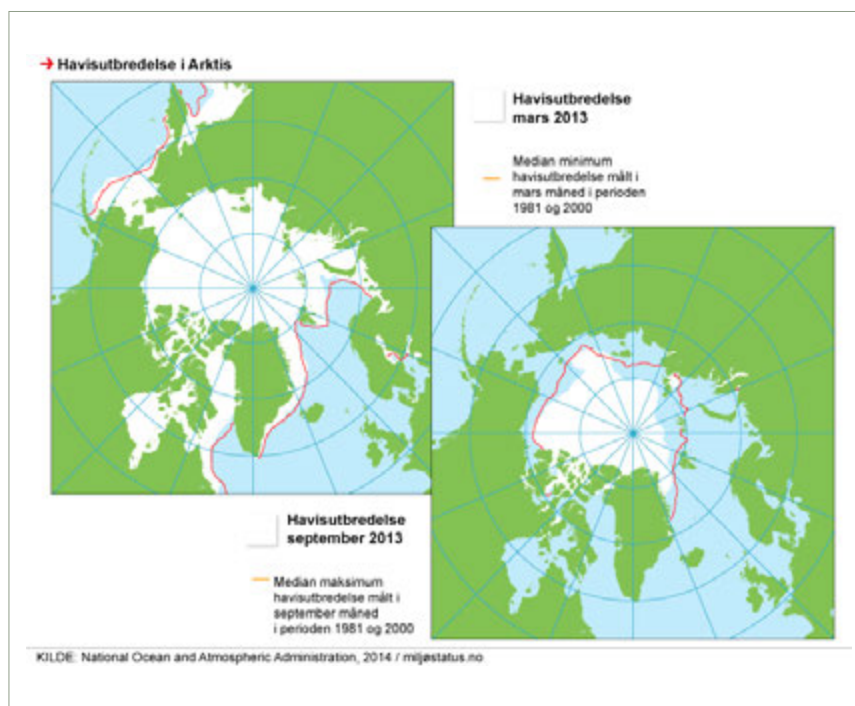 Havisutbredelse i Arktis
Havisutbredelse
mars 2013
Median minimum
havisutbredelse målt i
mars måned i perioden
1981 og 2000
Havisutbredelse
september 2013
Median maksimum
havisutbredelse målt i
september måned
i perioden 1981 og 2000
KILDE: National Ocean and Atmospheric Administration, 2014 / miljøstatus.no